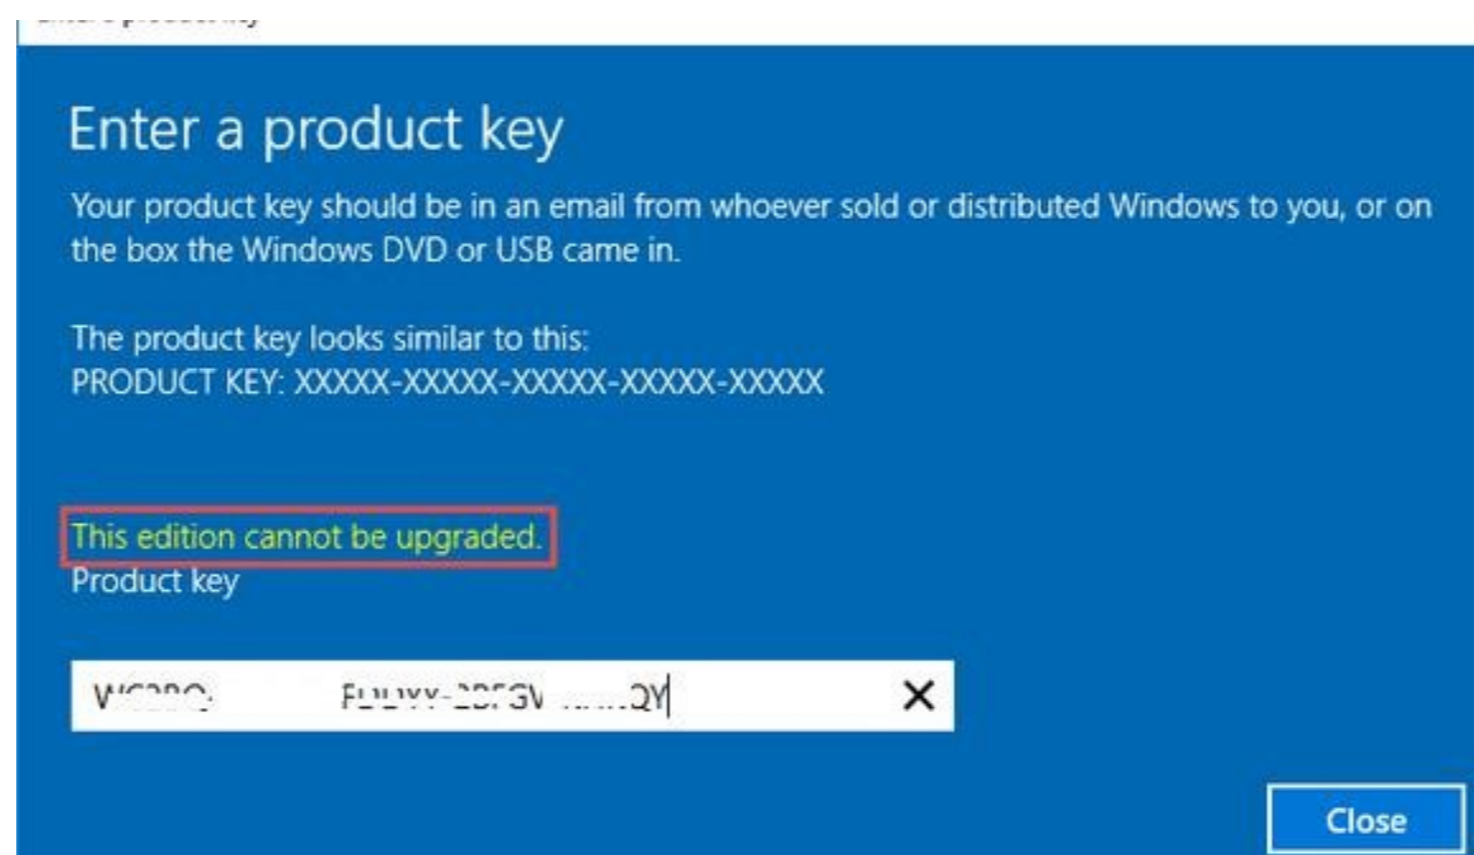 Enter a product key
Your product key should be in an email from whoever sold or distributed Windows to you, or on
the box the Windows DVD or USB came in.
The product key looks similar to this:
PRODUCT KEY: XXXXX-XXXXX-XXXXX-XXXXX-XXXXX
This edition cannot be upgraded.
Product key
Close